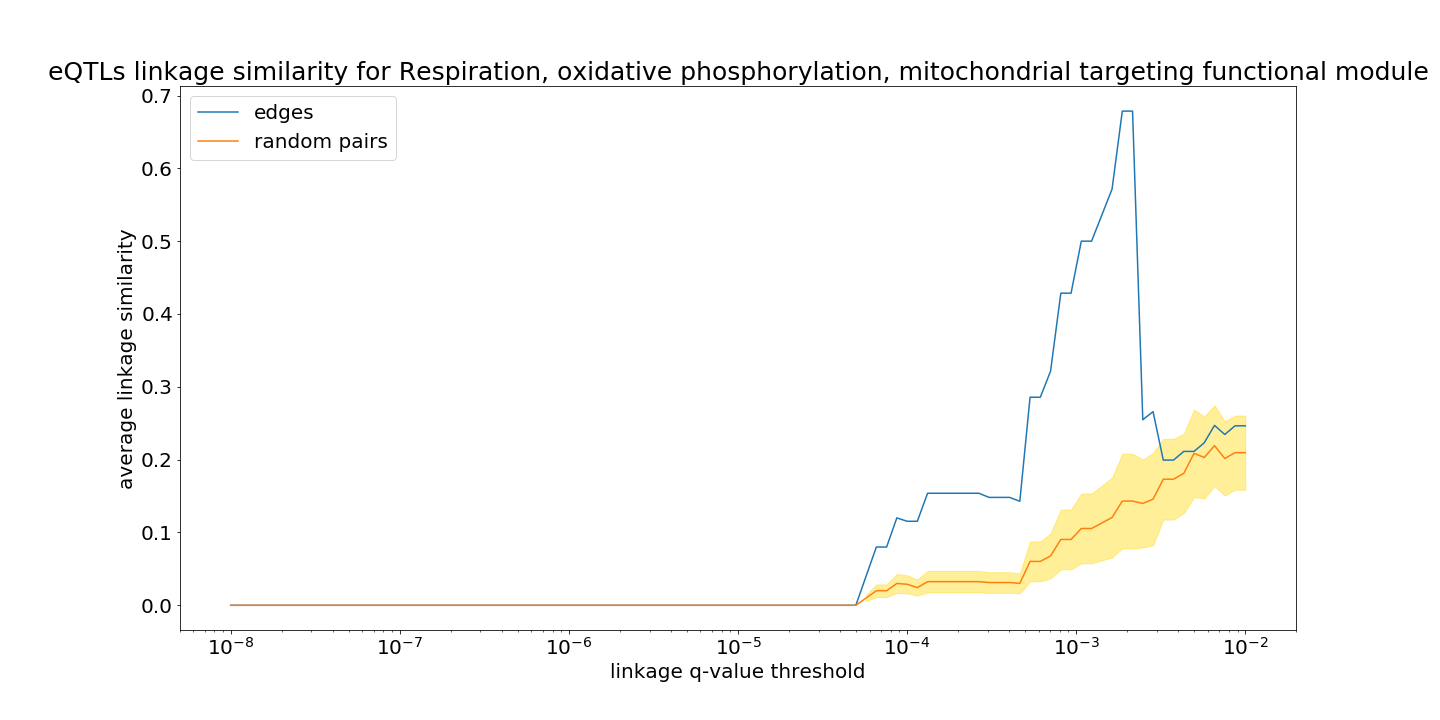 eQTLs linkage similarity for Respiration, oxidative phosphorylation, mitochondrial targeting functional module
edges
random pairs
0.7
0.6
0.5
0.4
0.3
0.2
0.1
0.0
average linkage similarity
10⁻⁸ 10⁻⁷ 10⁻⁶ 10⁻⁵ 10⁻⁴ 10⁻³ 10⁻²
linkage q-value threshold